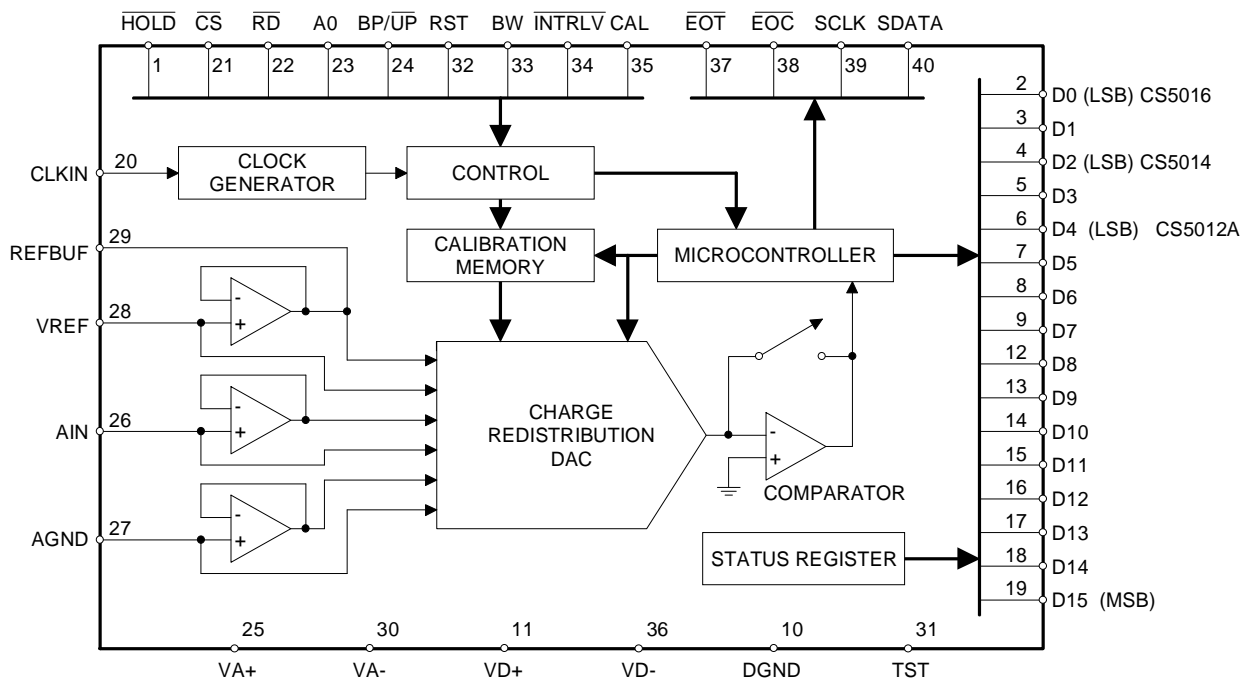 HOLD CS RD A0 BP/UP RST BW INTRLV CAL EOT EOC SCLK SDATA
1 21 22 23 24 32 33 34 35 37 38 39 40
2 D0 (LSB) CS5016
3 D1
4 D2 (LSB) CS5014
5 D3
6 D4 (LSB) CS5012A
7 D5
8 D6
9 D7
12 D8
13 D9
14 D10
15 D11
16 D12
17 D13
18 D14
19 D15 (MSB)
CLKIN 20
CLOCK
GENERATOR
CONTROL
REFBUF 29
CALIBRATION
MEMORY
MICROCONTROLLER
VREF 28
-
+
AIN 26
-
+
AGND 27
-
+
CHARGE
REDISTRIBUTION
DAC
-
+
COMPARATOR
STATUS REGISTER
25 30 11 36 10 31
VA+ VA- VD+ VD- DGND TST